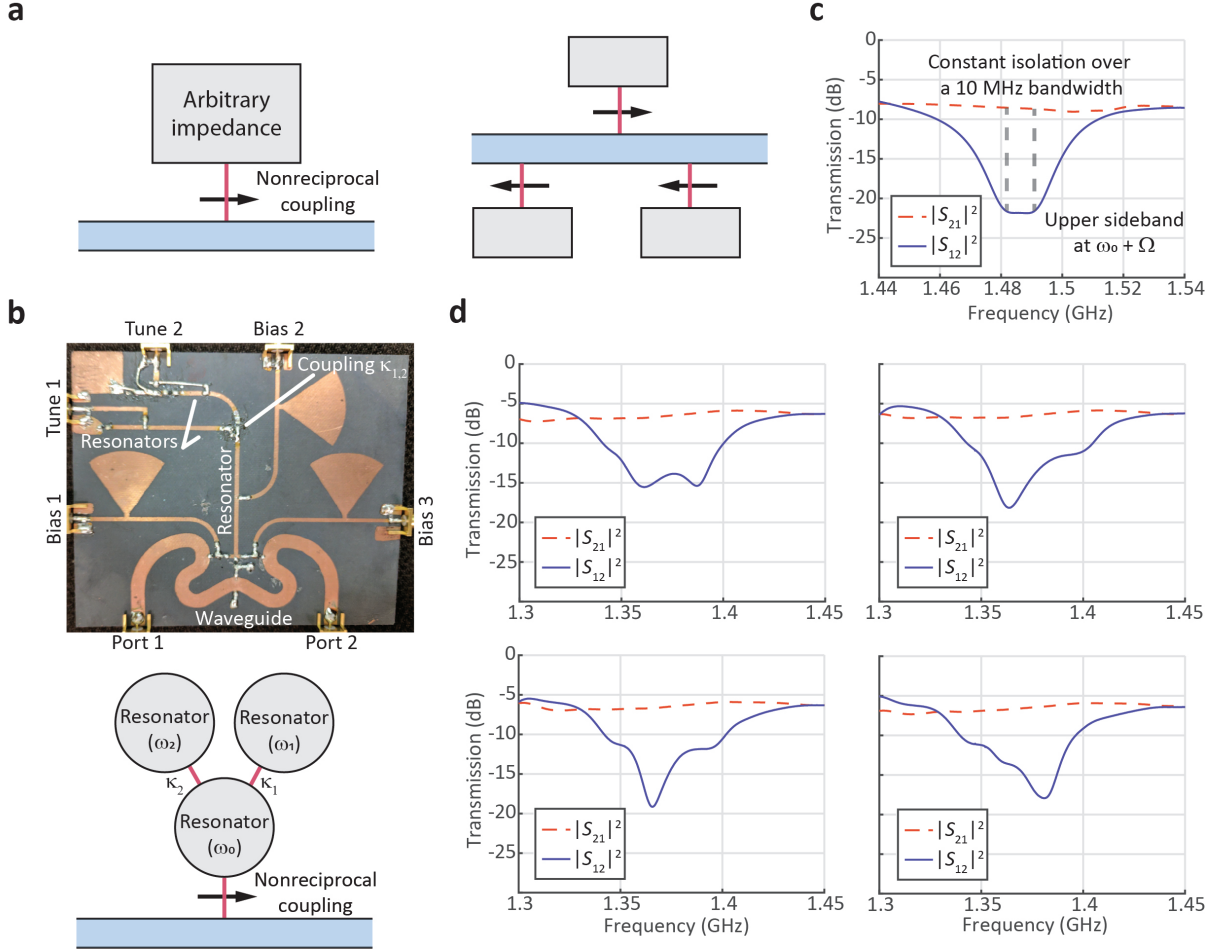 a
Arbitrary
impedance
Nonreciprocal
coupling
c
Transmission (dB)
0
-5
-10
-15
-20
-25
Constant isolation over
a 10 MHz bandwidth
|S21|²
|S12|²
Upper sideband
at ω₀ + Ω
1.44 1.46 1.48 1.5 1.52 1.54
Frequency (GHz)
b
Tune 2 Bias 2
Tune 1
Coupling κ1,2
Resonators
Resonator
Bias 1
Bias 3
Waveguide
Port 1 Port 2
Resonator
(ω₂)
Resonator
(ω₁)
κ2 κ1
Resonator
(ω₀)
Nonreciprocal
coupling
d
Transmission (dB)
0
-5
-10
-15
-20
-25
|S21|²
|S12|²
1.3 1.35 1.4 1.45
|S21|²
|S12|²
1.3 1.35 1.4 1.45
Transmission (dB)
0
-5
-10
-15
-20
-25
|S21|²
|S12|²
1.3 1.35 1.4 1.45
Frequency (GHz)
|S21|²
|S12|²
1.3 1.35 1.4 1.45
Frequency (GHz)